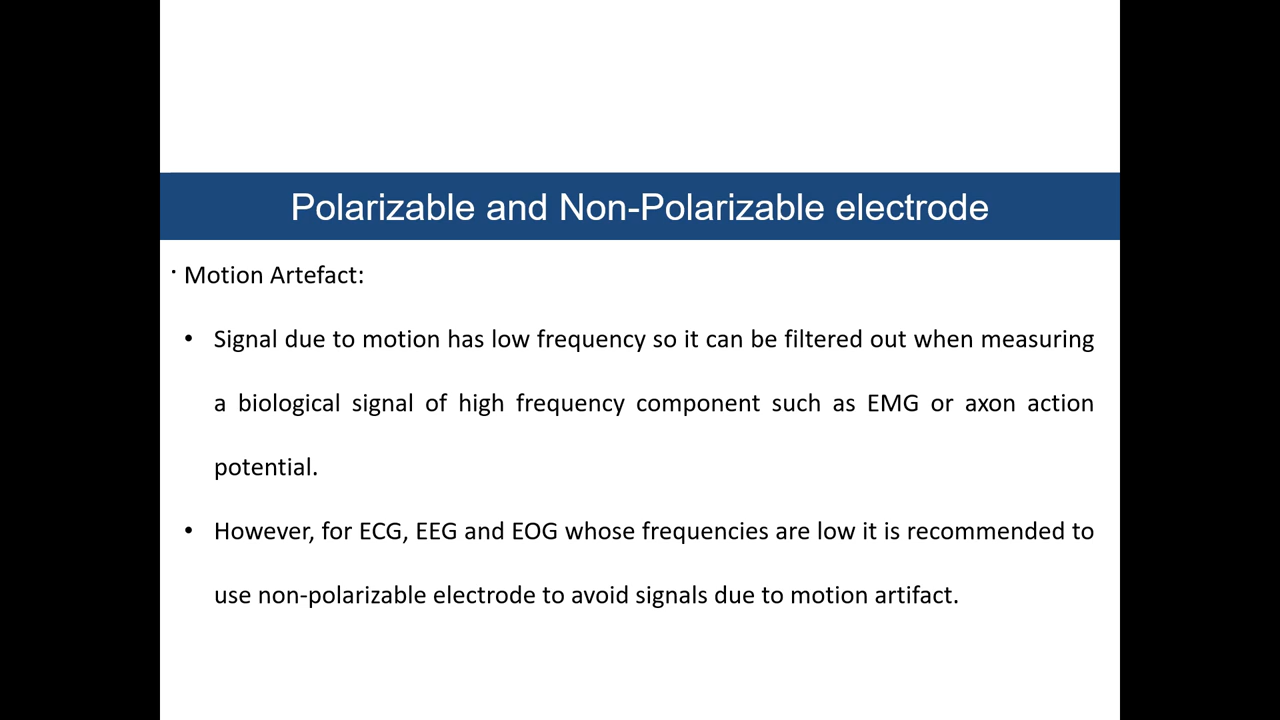 Polarizable and Non-Polarizable electrode
· Motion Artefact:
• Signal due to motion has low frequency so it can be filtered out when measuring
a biological signal of high frequency component such as EMG or axon action
potential.
• However, for ECG, EEG and EOG whose frequencies are low it is recommended to
use non-polarizable electrode to avoid signals due to motion artifact.